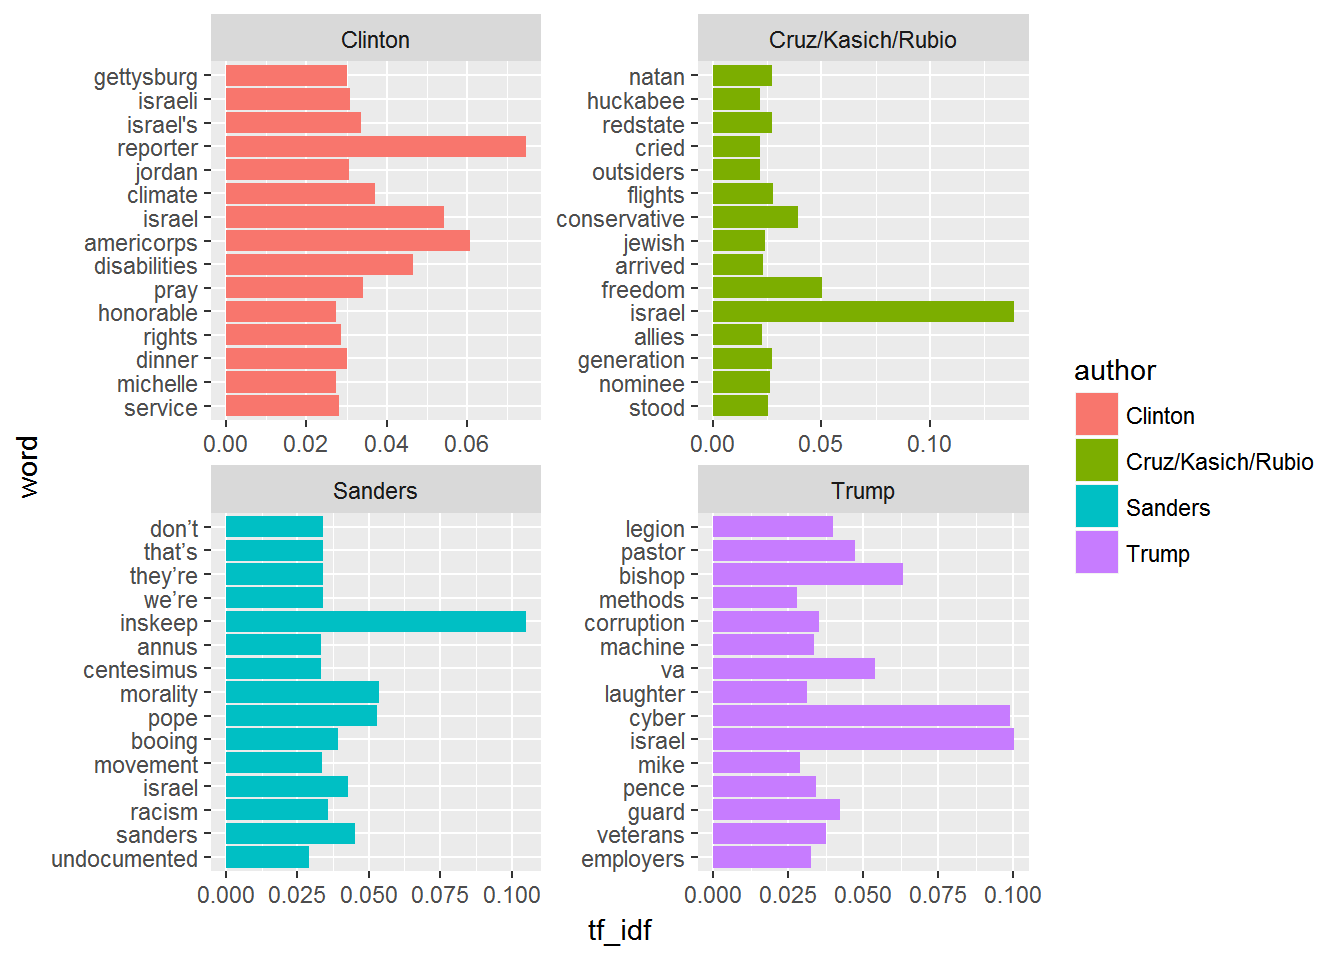 Clinton
gettysburg
israeli
israel's
reporter
jordan
climate
israel
americorps
disabilities
pray
honorable
rights
dinner
michelle
service
0.00 0.02 0.04 0.06
Cruz/Kasich/Rubio
natan
huckabee
redstate
cried
outsiders
flights
conservative
jewish
arrived
freedom
israel
allies
generation
nominee
stood
0.00 0.05 0.10
Sanders
don’t
that’s
they’re
we’re
inskeep
annus
centesimus
morality
pope
booing
movement
israel
racism
sanders
undocumented
0.000 0.025 0.050 0.075 0.100
Trump
legion
pastor
bishop
methods
corruption
machine
va
laughter
cyber
israel
mike
pence
guard
veterans
employers
0.000 0.025 0.050 0.075 0.100
word
tf_idf
author
Clinton
Cruz/Kasich/Rubio
Sanders
Trump